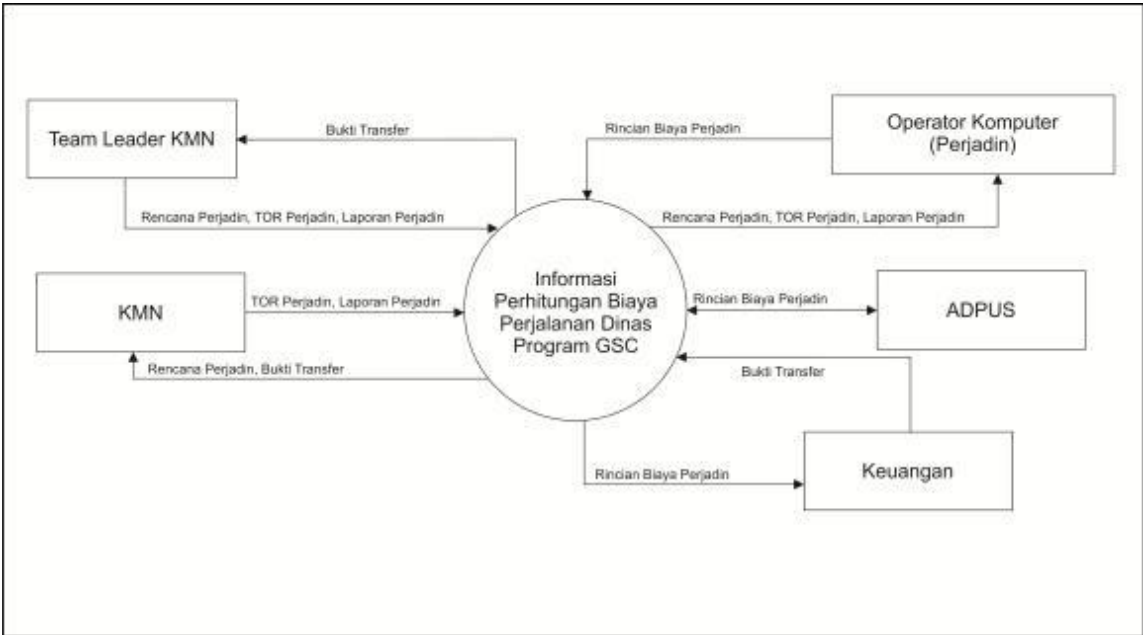 Team Leader KMN
Bukti Transfer
Rincian Biaya Perjadin
Operator Komputer
(Perjadin)
Rencana Perjadin, TOR Perjadin, Laporan Perjadin
Rencana Perjadin, TOR Perjadin, Laporan Perjadin
Informasi
Perhitungan Biaya
Perjalanan Dinas
Program GSC
KMN
TOR Perjadin, Laporan Perjadin
Rincian Biaya Perjadin
ADPUS
Rencana Perjadin, Bukti Transfer
Bukti Transfer
Rincian Biaya Perjadin
Keuangan